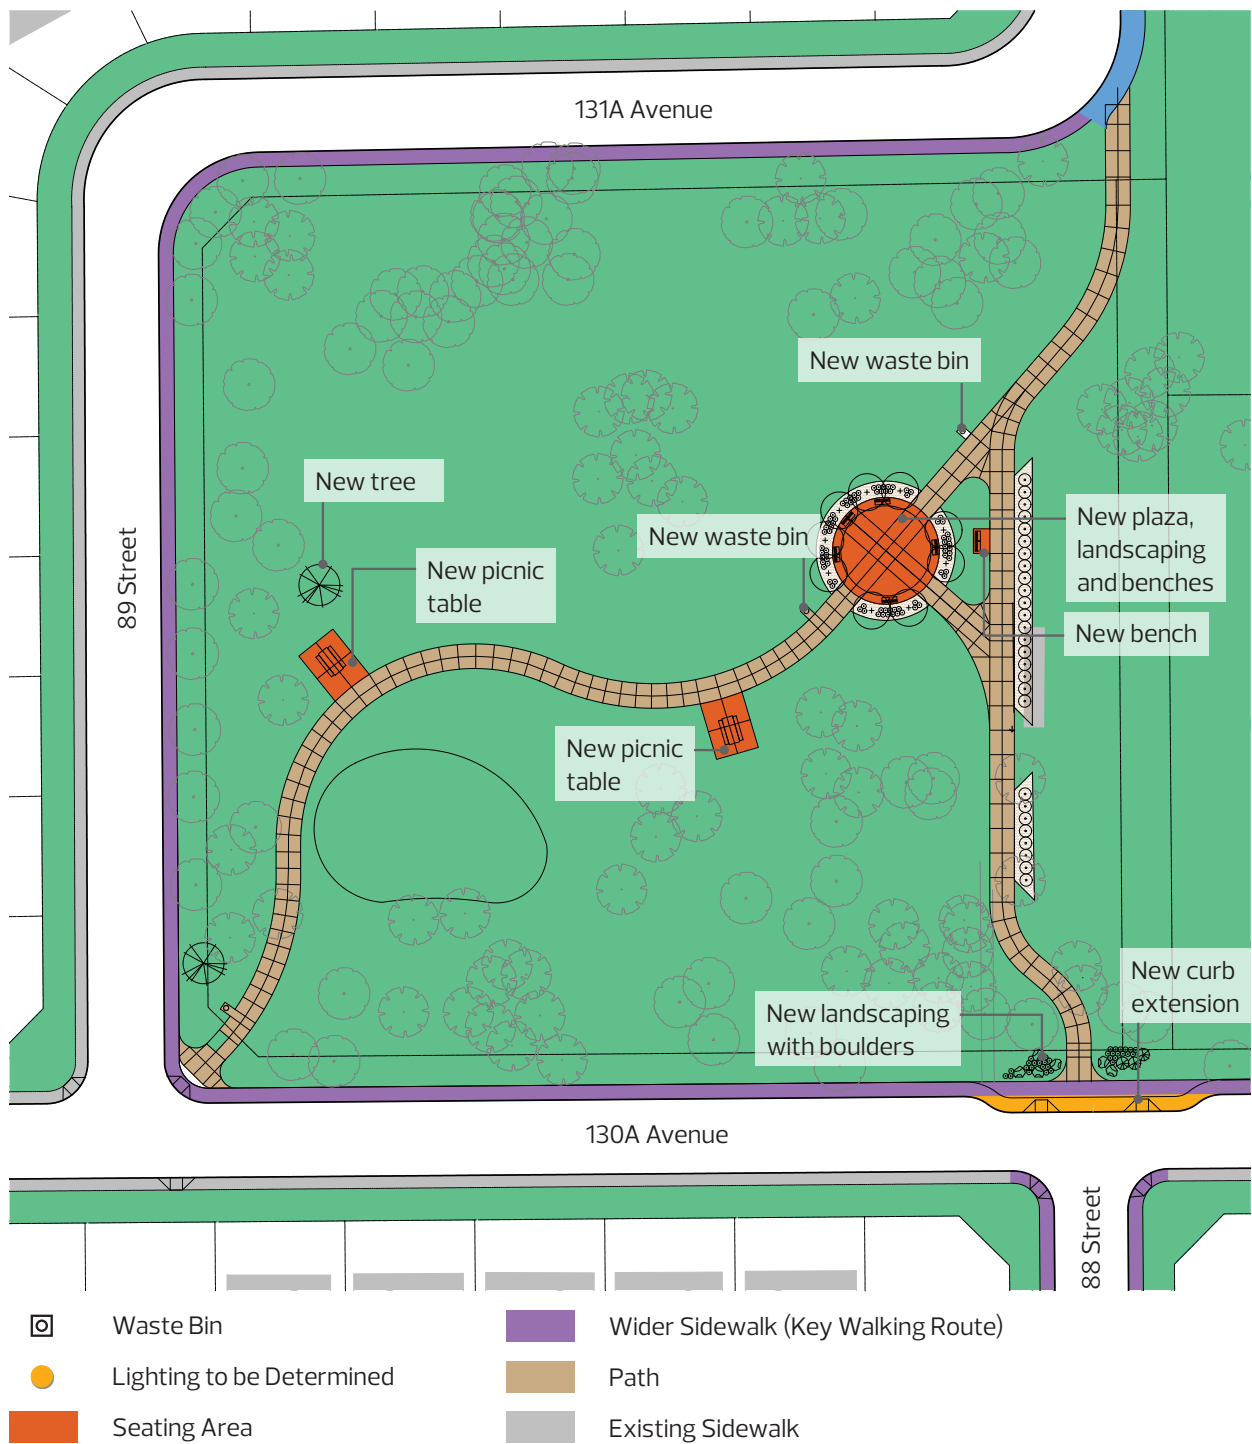 131A Avenue
New waste bin
New tree
New waste bin
New plaza,
landscaping
and benches
89 Street
New picnic
table
New bench
New picnic
table
New curb
extension
New landscaping
with boulders
130A Avenue
88 Street
Waste Bin
Wider Sidewalk (Key Walking Route)
Lighting to be Determined
Path
Seating Area
Existing Sidewalk